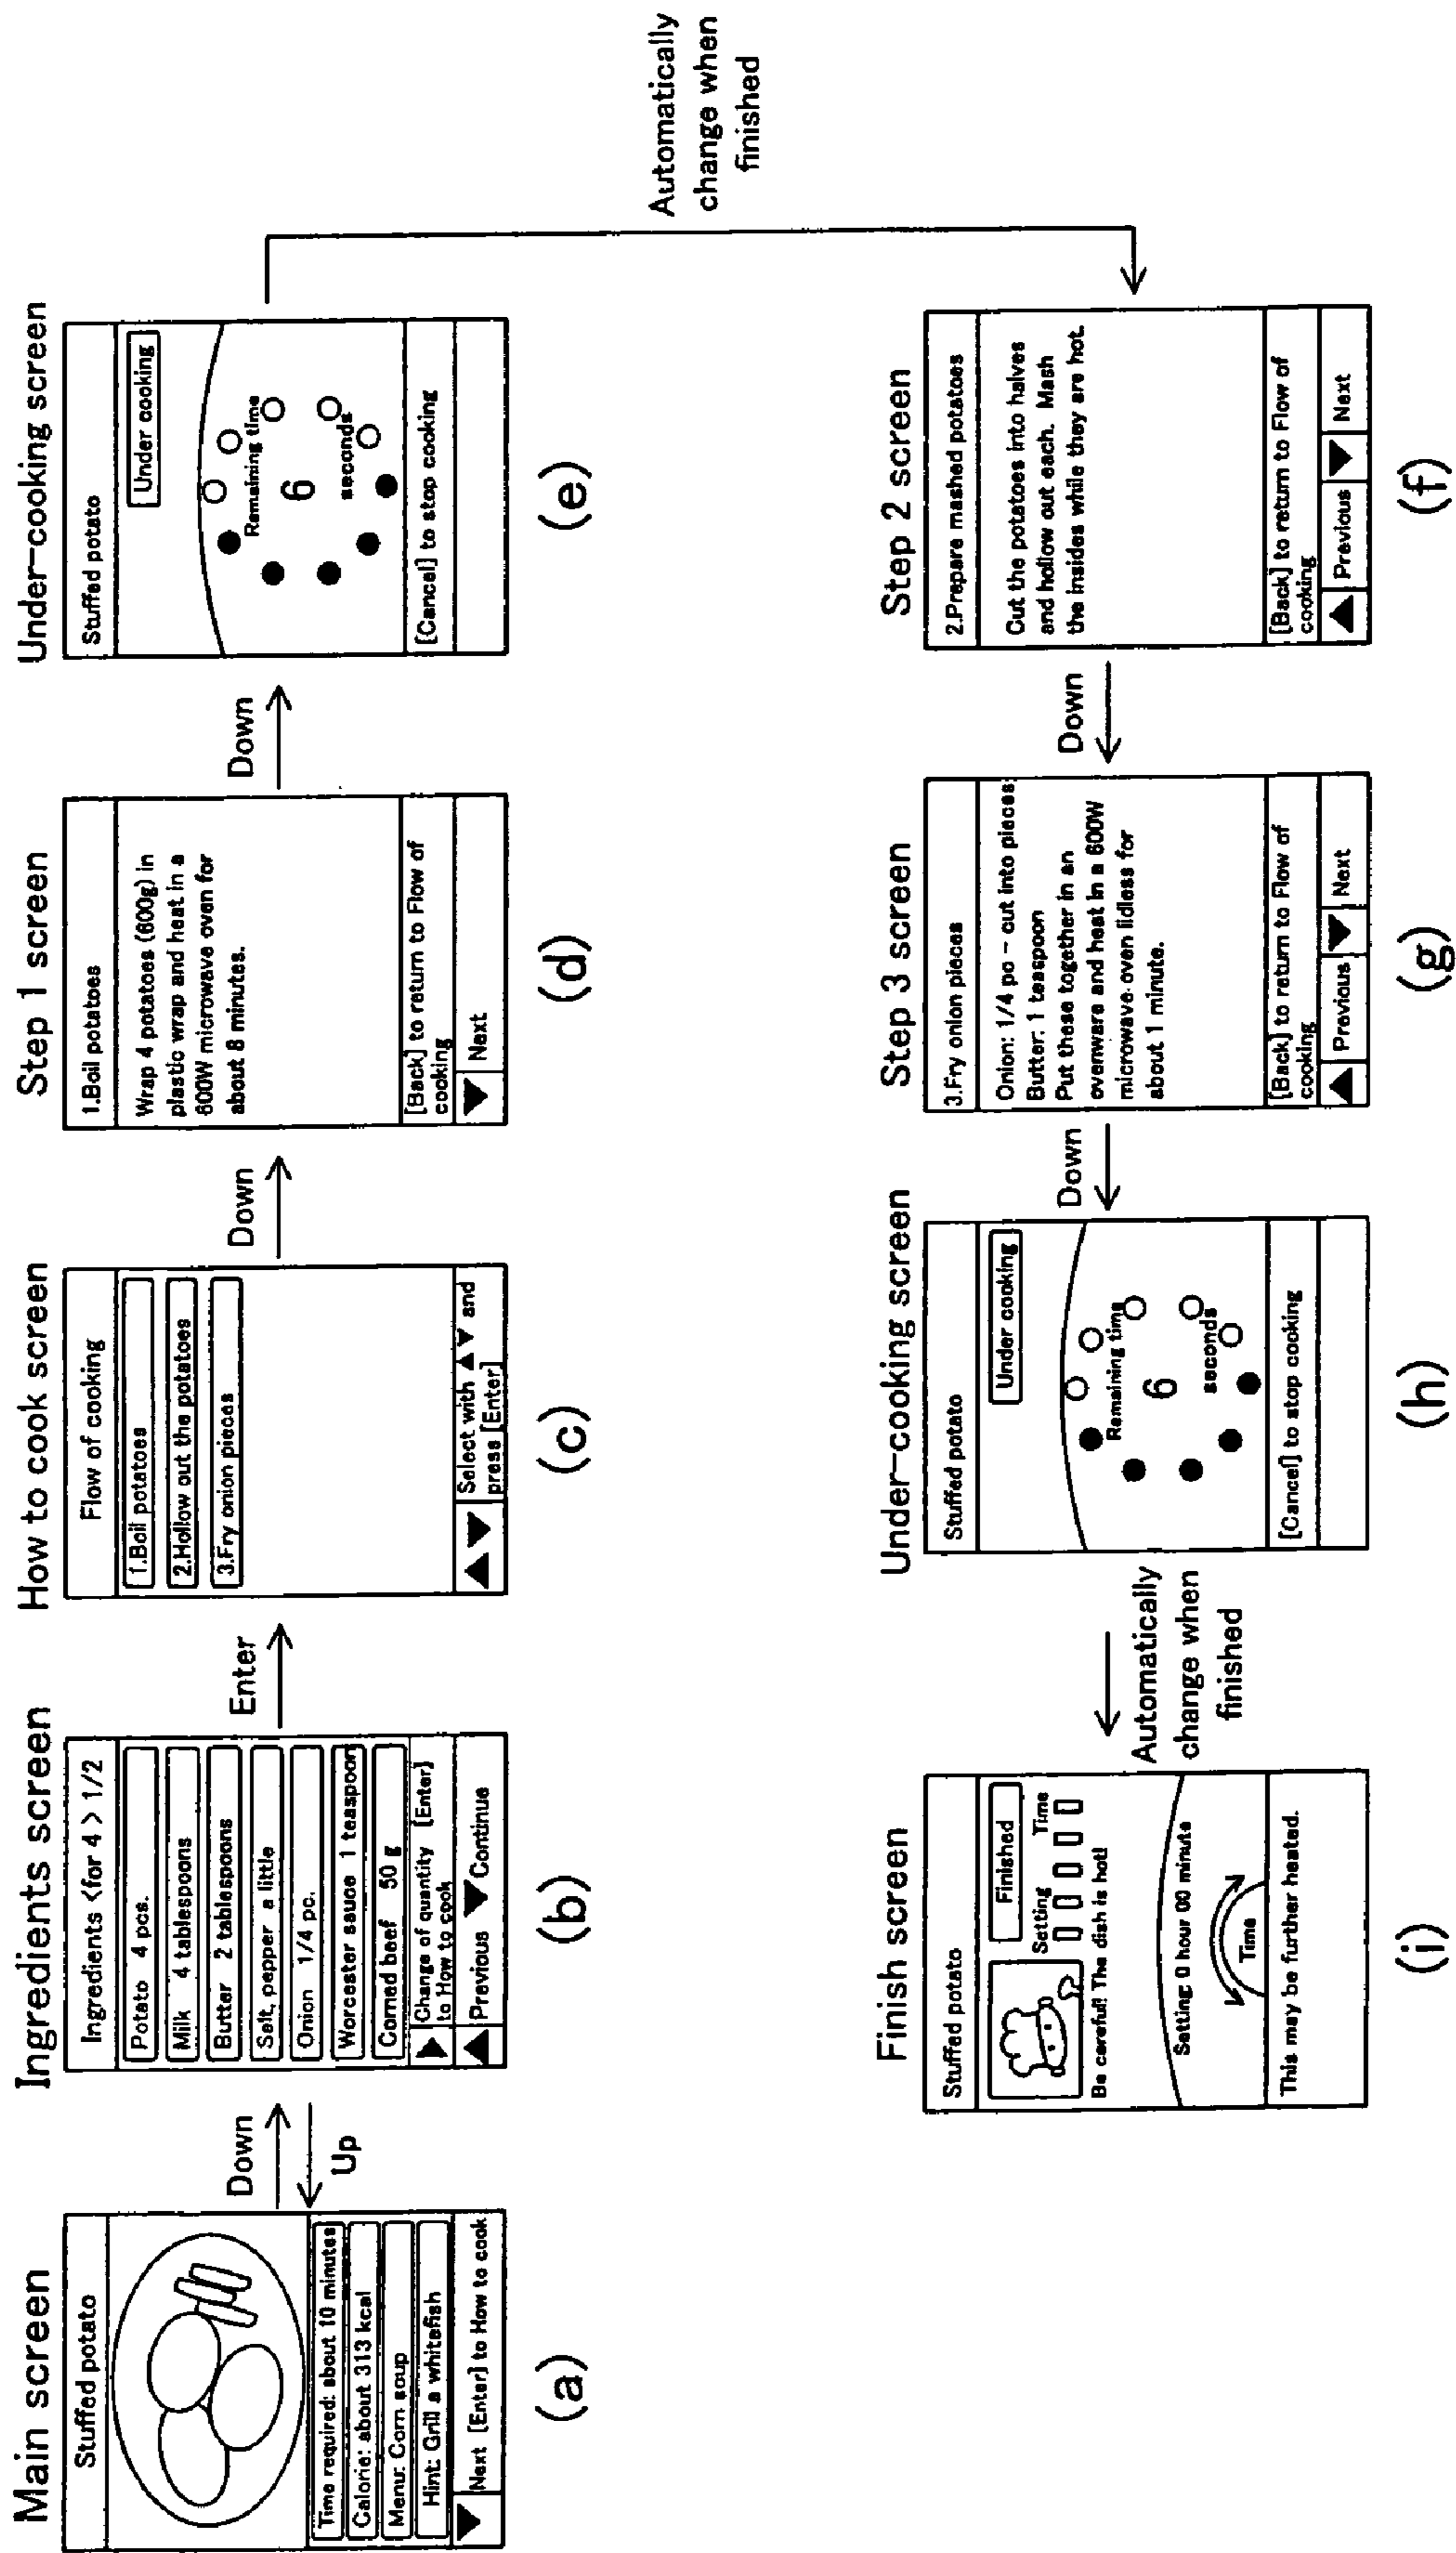 Main screen
Stuffed potato
Time required: about 10 minutes
Calorie: about 313 kcal
Menu: Corn soup
Hint: Grill a whitefish
▼ Next [Enter] to How to cook
(a)
Down
Up
Ingredients screen
Ingredients <for 4 > 1/2
Potato 4 pcs.
Milk 4 tablespoons
Butter 2 tablespoons
Salt, pepper a little
Onion 1/4 pc.
Worcester sauce 1 teaspoon
Corned beef 50 g
▶ Change of quantity [Enter]
to How to cook
▲ Previous ▼ Continue
(b)
Enter
How to cook screen
Flow of cooking
1.Boil potatoes
2.Hollow out the potatoes
3.Fry onion pieces
▲ ▼ Select with ▲ ▼ and
press [Enter]
(c)
Down
Step 1 screen
1.Boil potatoes
Wrap 4 potatoes (600g) in
plastic wrap and heat in a
600W microwave oven for
about 8 minutes.
[Back] to return to Flow of
cooking
▼ Next
(d)
Down
Under-cooking screen
Stuffed potato
Under cooking
Remaining time
6
seconds
[Cancel] to stop cooking
(e)
Automatically
change when
finished
Step 2 screen
2.Prepare mashed potatoes
Cut the potatoes into halves
and hollow out each. Mash
the insides while they are hot.
[Back] to return to Flow of
cooking
▲ Previous ▼ Next
(f)
Down
Step 3 screen
3.Fry onion pieces
Onion: 1/4 pc - cut into pieces
Butter: 1 teaspoon
Put these together in an
ovenware and heat in a 600W
microwave oven lidless for
about 1 minute.
[Back] to return to Flow of
cooking
▲ Previous ▼ Next
(g)
Down
Under-cooking screen
Stuffed potato
Under cooking
Remaining time
6
seconds
[Cancel] to stop cooking
(h)
Automatically
change when
finished
Finish screen
Stuffed potato
Finished
Setting Time
Be careful! The dish is hot!
Setting: 0 hour 00 minute
Time
This may be further heated.
(i)